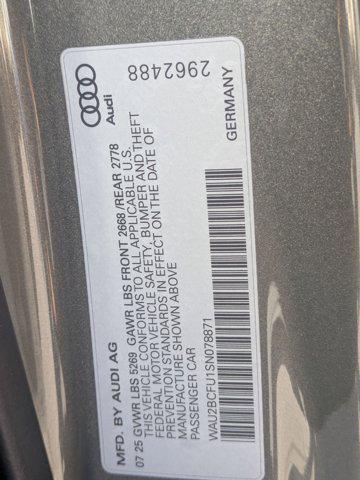 MFD. BY AUDI AG
07 25 GVWR LBS 5269 GAWR LBS FRONT 2668 /REAR 2778
THIS VEHICLE CONFORMS TO ALL APPLICABLE U.S.
FEDERAL MOTOR VEHICLE SAFETY, BUMPER AND THEFT
PREVENTION STANDARDS IN EFFECT ON THE DATE OF
MANUFACTURE SHOWN ABOVE
PASSENGER CAR
WAU2BCFU1SN078871
GERMANY
Audi
2962488